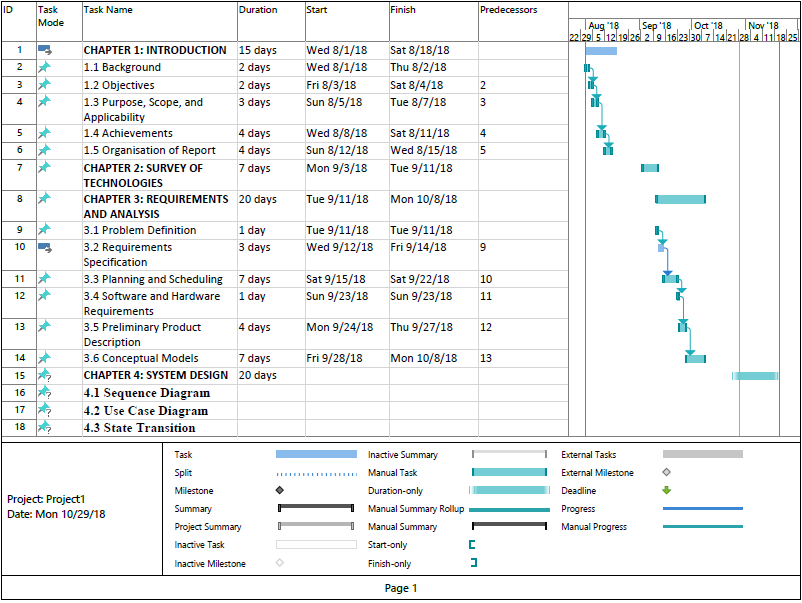 ID Task Mode Task Name Duration Start Finish Predecessors
Aug '18 Sep '18 Oct '18 Nov '18
22 29 5 12 19 26 2 9 16 23 30 7 14 21 28 4 11 18 25
1 CHAPTER 1: INTRODUCTION 15 days Wed 8/1/18 Sat 8/18/18
2 1.1 Background 2 days Wed 8/1/18 Thu 8/2/18
3 1.2 Objectives 2 days Fri 8/3/18 Sat 8/4/18 2
4 1.3 Purpose, Scope, and 2 days Sun 8/5/18 Tue 8/7/18 3
Applicability
5 1.4 Achievements 4 days Wed 8/8/18 Sat 8/11/18 4
6 1.5 Organisation of Report 4 days Sun 8/12/18 Wed 8/15/18 5
7 CHAPTER 2: SURVEY OF 7 days Mon 9/3/18 Tue 9/11/18
TECHNOLOGIES
8 CHAPTER 3: REQUIREMENTS 20 days Tue 9/11/18 Mon 10/8/18
AND ANALYSIS
9 3.1 Problem Definition 1 day Tue 9/11/18 Tue 9/11/18
10 3.2 Requirements 3 days Wed 9/12/18 Fri 9/14/18 9
Specification
11 3.3 Planning and Scheduling 7 days Sat 9/15/18 Sat 9/22/18 10
12 3.4 Software and Hardware 1 day Sun 9/23/18 Sun 9/23/18 11
Requirements
13 3.5 Preliminary Product 4 days Mon 9/24/18 Thu 9/27/18 12
Description
14 3.6 Conceptual Models 7 days Fri 9/28/18 Mon 10/8/18 13
15 CHAPTER 4: SYSTEM DESIGN 20 days
16 4.1 Sequence Diagram
17 4.2 Use Case Diagram
18 4.3 State Transition
Project: Project1
Date: Mon 10/29/18
Task Inactive Summary External Tasks
Split Manual Task External Milestone
Milestone Duration-only Deadline
Summary Manual Summary Rollup Progress
Project Summary Manual Summary Manual Progress
Inactive Task Start-only
Inactive Milestone Finish-only
Page 1